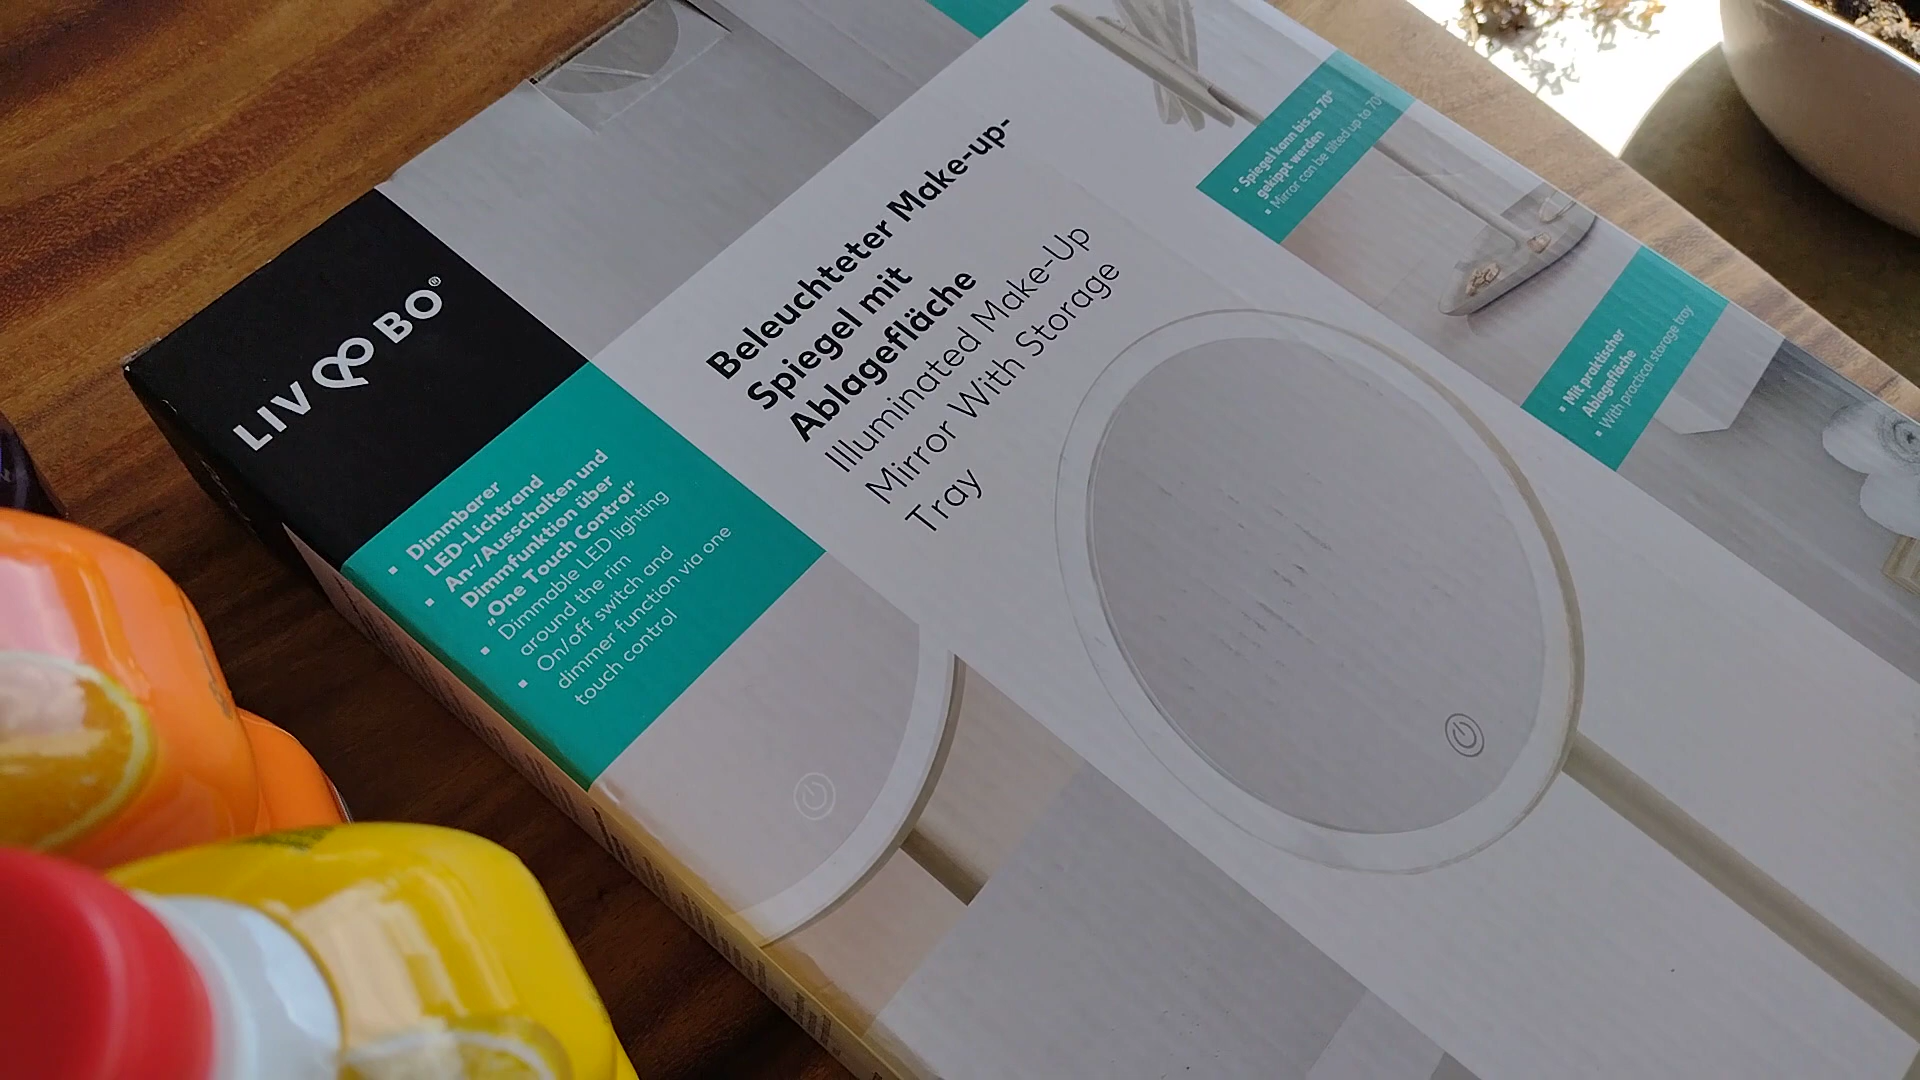 LIV & BO®
Beleuchteter Make-up-
Spiegel mit
Ablagefläche
Illuminated Make-Up
Mirror With Storage
Tray
▪ Dimmbarer
LED-Lichtrand
▪ An-/Ausschalten und
Dimmfunktion über
„One Touch Control“
▪ Dimmable LED lighting
around the rim
▪ On/off switch and
dimmer function via one
touch control
▪ Spiegel kann bis zu 70°
gekippt werden
▪ Mirror can be tilted up to 70°
▪ Mit praktischer
Ablagefläche
▪ With practical storage tray